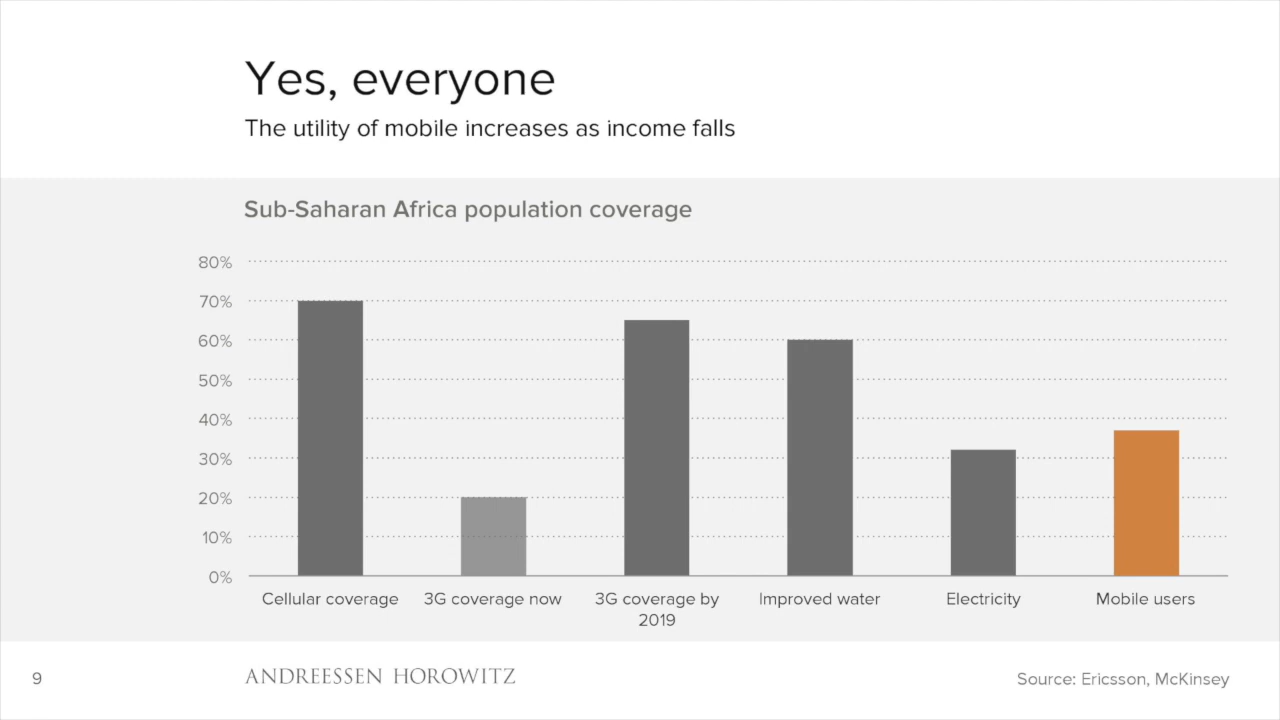 Yes, everyone
The utility of mobile increases as income falls
Sub-Saharan Africa population coverage
80%
70%
60%
50%
40%
30%
20%
10%
0%
Cellular coverage
3G coverage now
3G coverage by
2019
Improved water
Electricity
Mobile users
9
ANDREESSEN HOROWITZ
Source: Ericsson, McKinsey